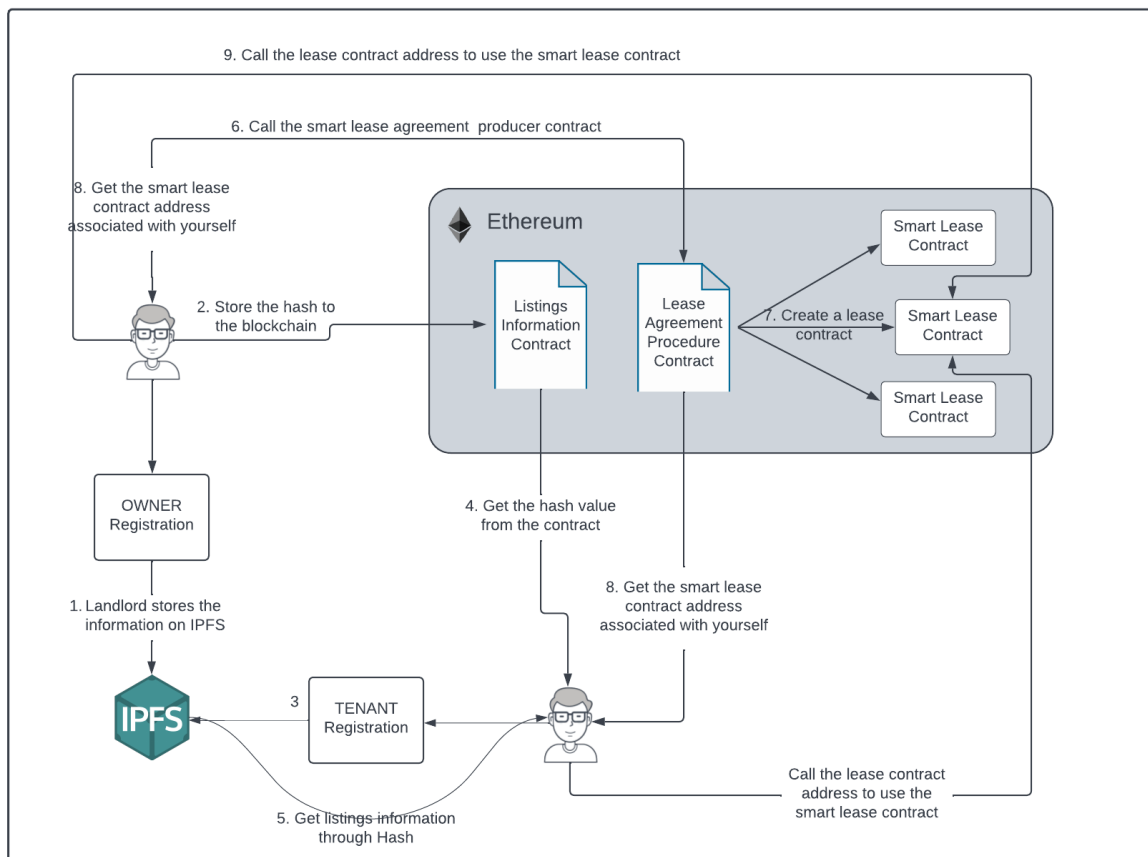 9. Call the lease contract address to use the smart lease contract
6. Call the smart lease agreement  producer contract
8. Get the smart lease
contract address
associated with yourself
Ethereum
Smart Lease
Contract
2. Store the hash to
the blockchain
Listings
Information
Contract
Lease
Agreement
Procedure
Contract
7. Create a lease
contract
Smart Lease
Contract
Smart Lease
Contract
OWNER
Registration
4. Get the hash value
from the contract
1. Landlord stores the
information on IPFS
8. Get the smart lease
contract address
associated with yourself
IPFS
3
TENANT
Registration
5. Get listings information
through Hash
Call the lease contract
address to use the
smart lease contract